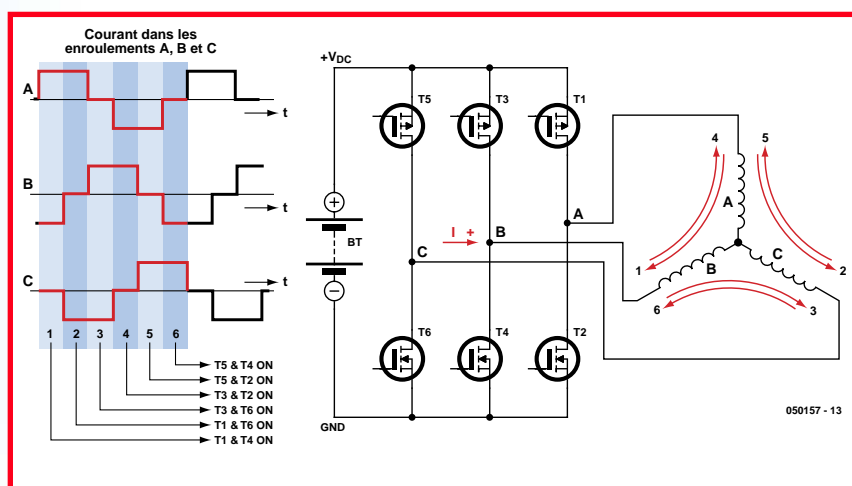 Courant dans les
enroulements A, B et C
A
t
B
t
C
t
1 2 3 4 5 6
T5 & T4 ON
T5 & T2 ON
T3 & T2 ON
T3 & T6 ON
T1 & T6 ON
T1 & T4 ON
+VDC
T5 T3 T1
BT
I +
A
B
C
T6 T4 T2
GND
4 5
A
B C
1 2
6 3
050157 - 13